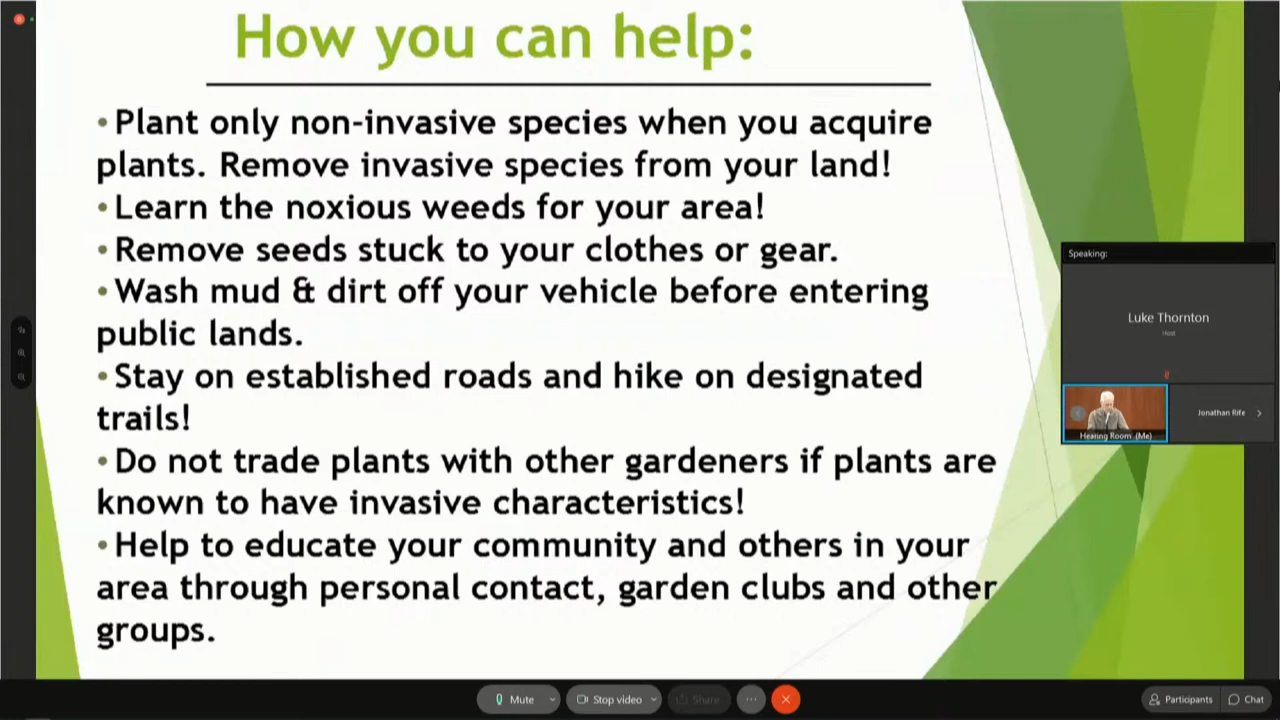 How you can help:
•Plant only non-invasive species when you acquire
plants. Remove invasive species from your land!
•Learn the noxious weeds for your area!
•Remove seeds stuck to your clothes or gear.
•Wash mud & dirt off your vehicle before entering
public lands.
•Stay on established roads and hike on designated
trails!
•Do not trade plants with other gardeners if plants are
known to have invasive characteristics!
•Help to educate your community and others in your
area through personal contact, garden clubs and other
groups.
Speaking:
Luke Thornton
Host
Hearing Room (Me)
Jonathan Rife
Mute
Stop video
Share
Participants
Chat